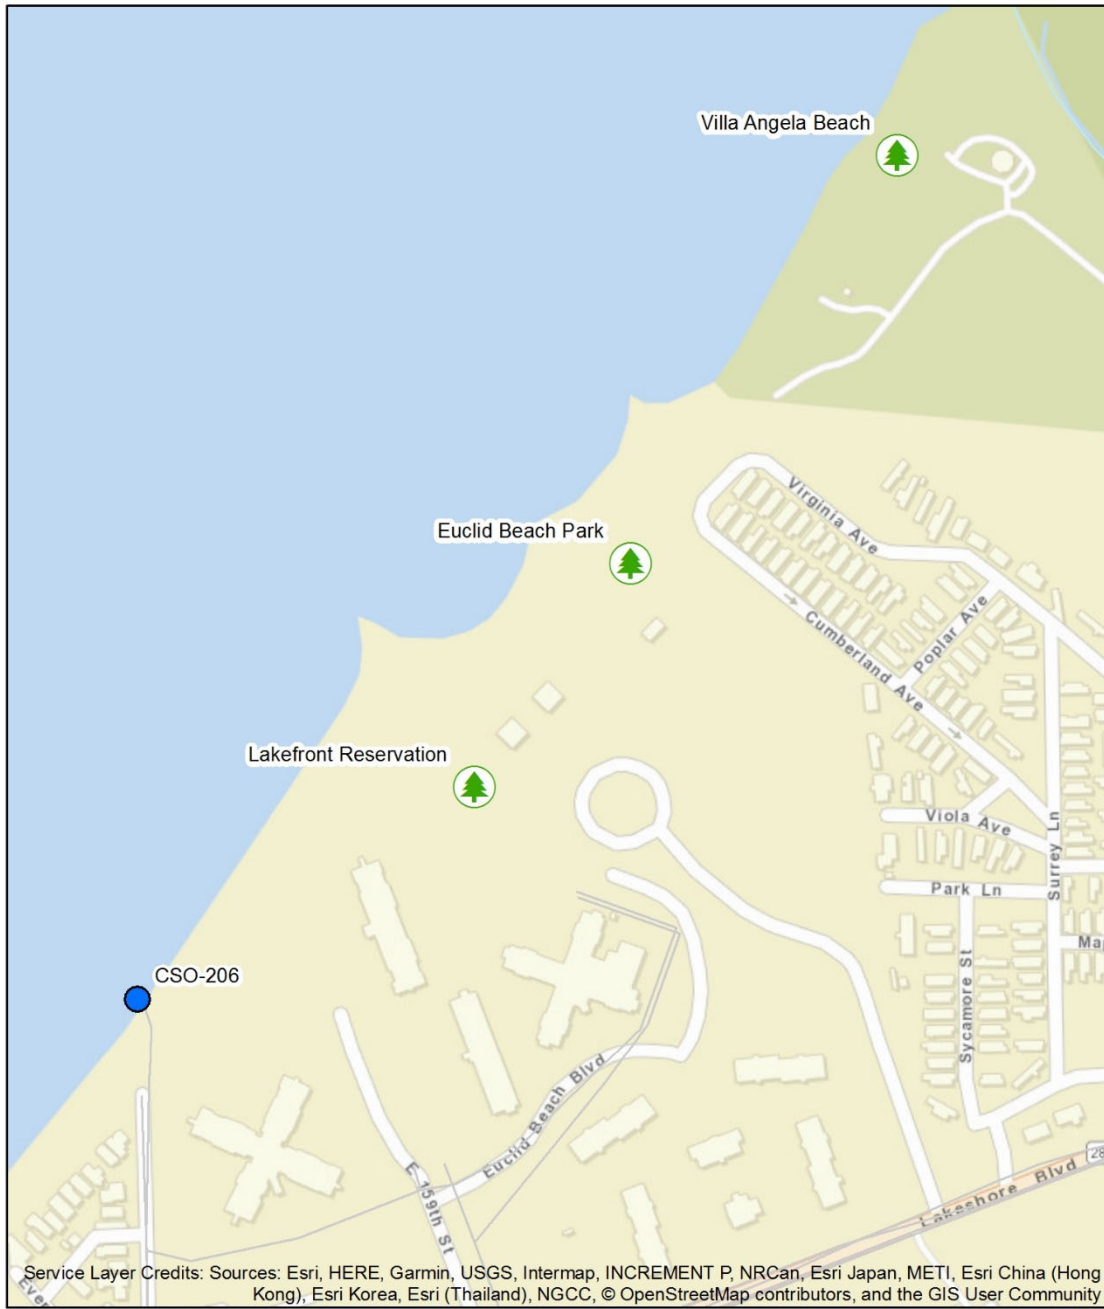 Villa Angela Beach
Euclid Beach Park
Virginia Ave
Poplar Ave
Cumberland Ave
Lakefront Reservation
Viola Ave
Surrey Ln
Park Ln
Map
Sycamore St
CSO-206
Euclid Beach Blvd
E 159th St
Lakeshore Blvd
28
Ever
Service Layer Credits: Sources: Esri, HERE, Garmin, USGS, Intermap, INCREMENT P, NRCan, Esri Japan, METI, Esri China (Hong
Kong), Esri Korea, Esri (Thailand), NGCC, © OpenStreetMap contributors, and the GIS User Community